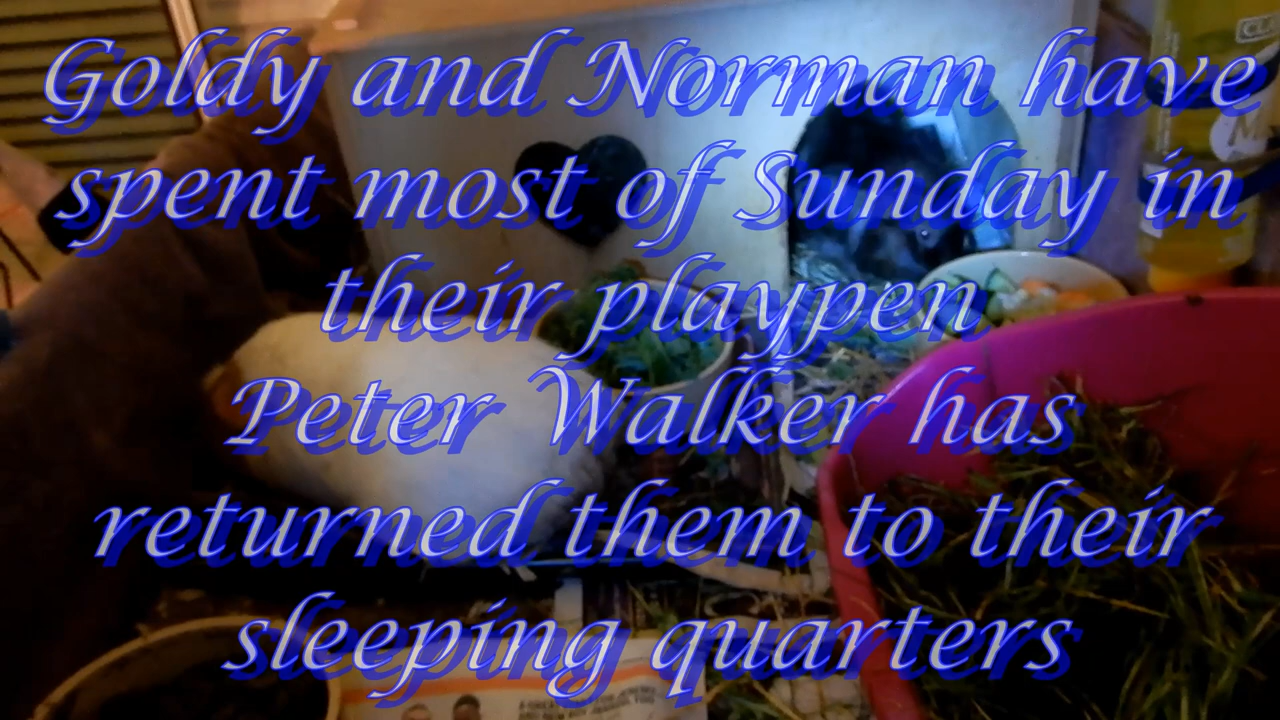 Goldy and Norman have
spent most of Sunday in
their playpen
Peter Walker has
returned them to their
sleeping quarters